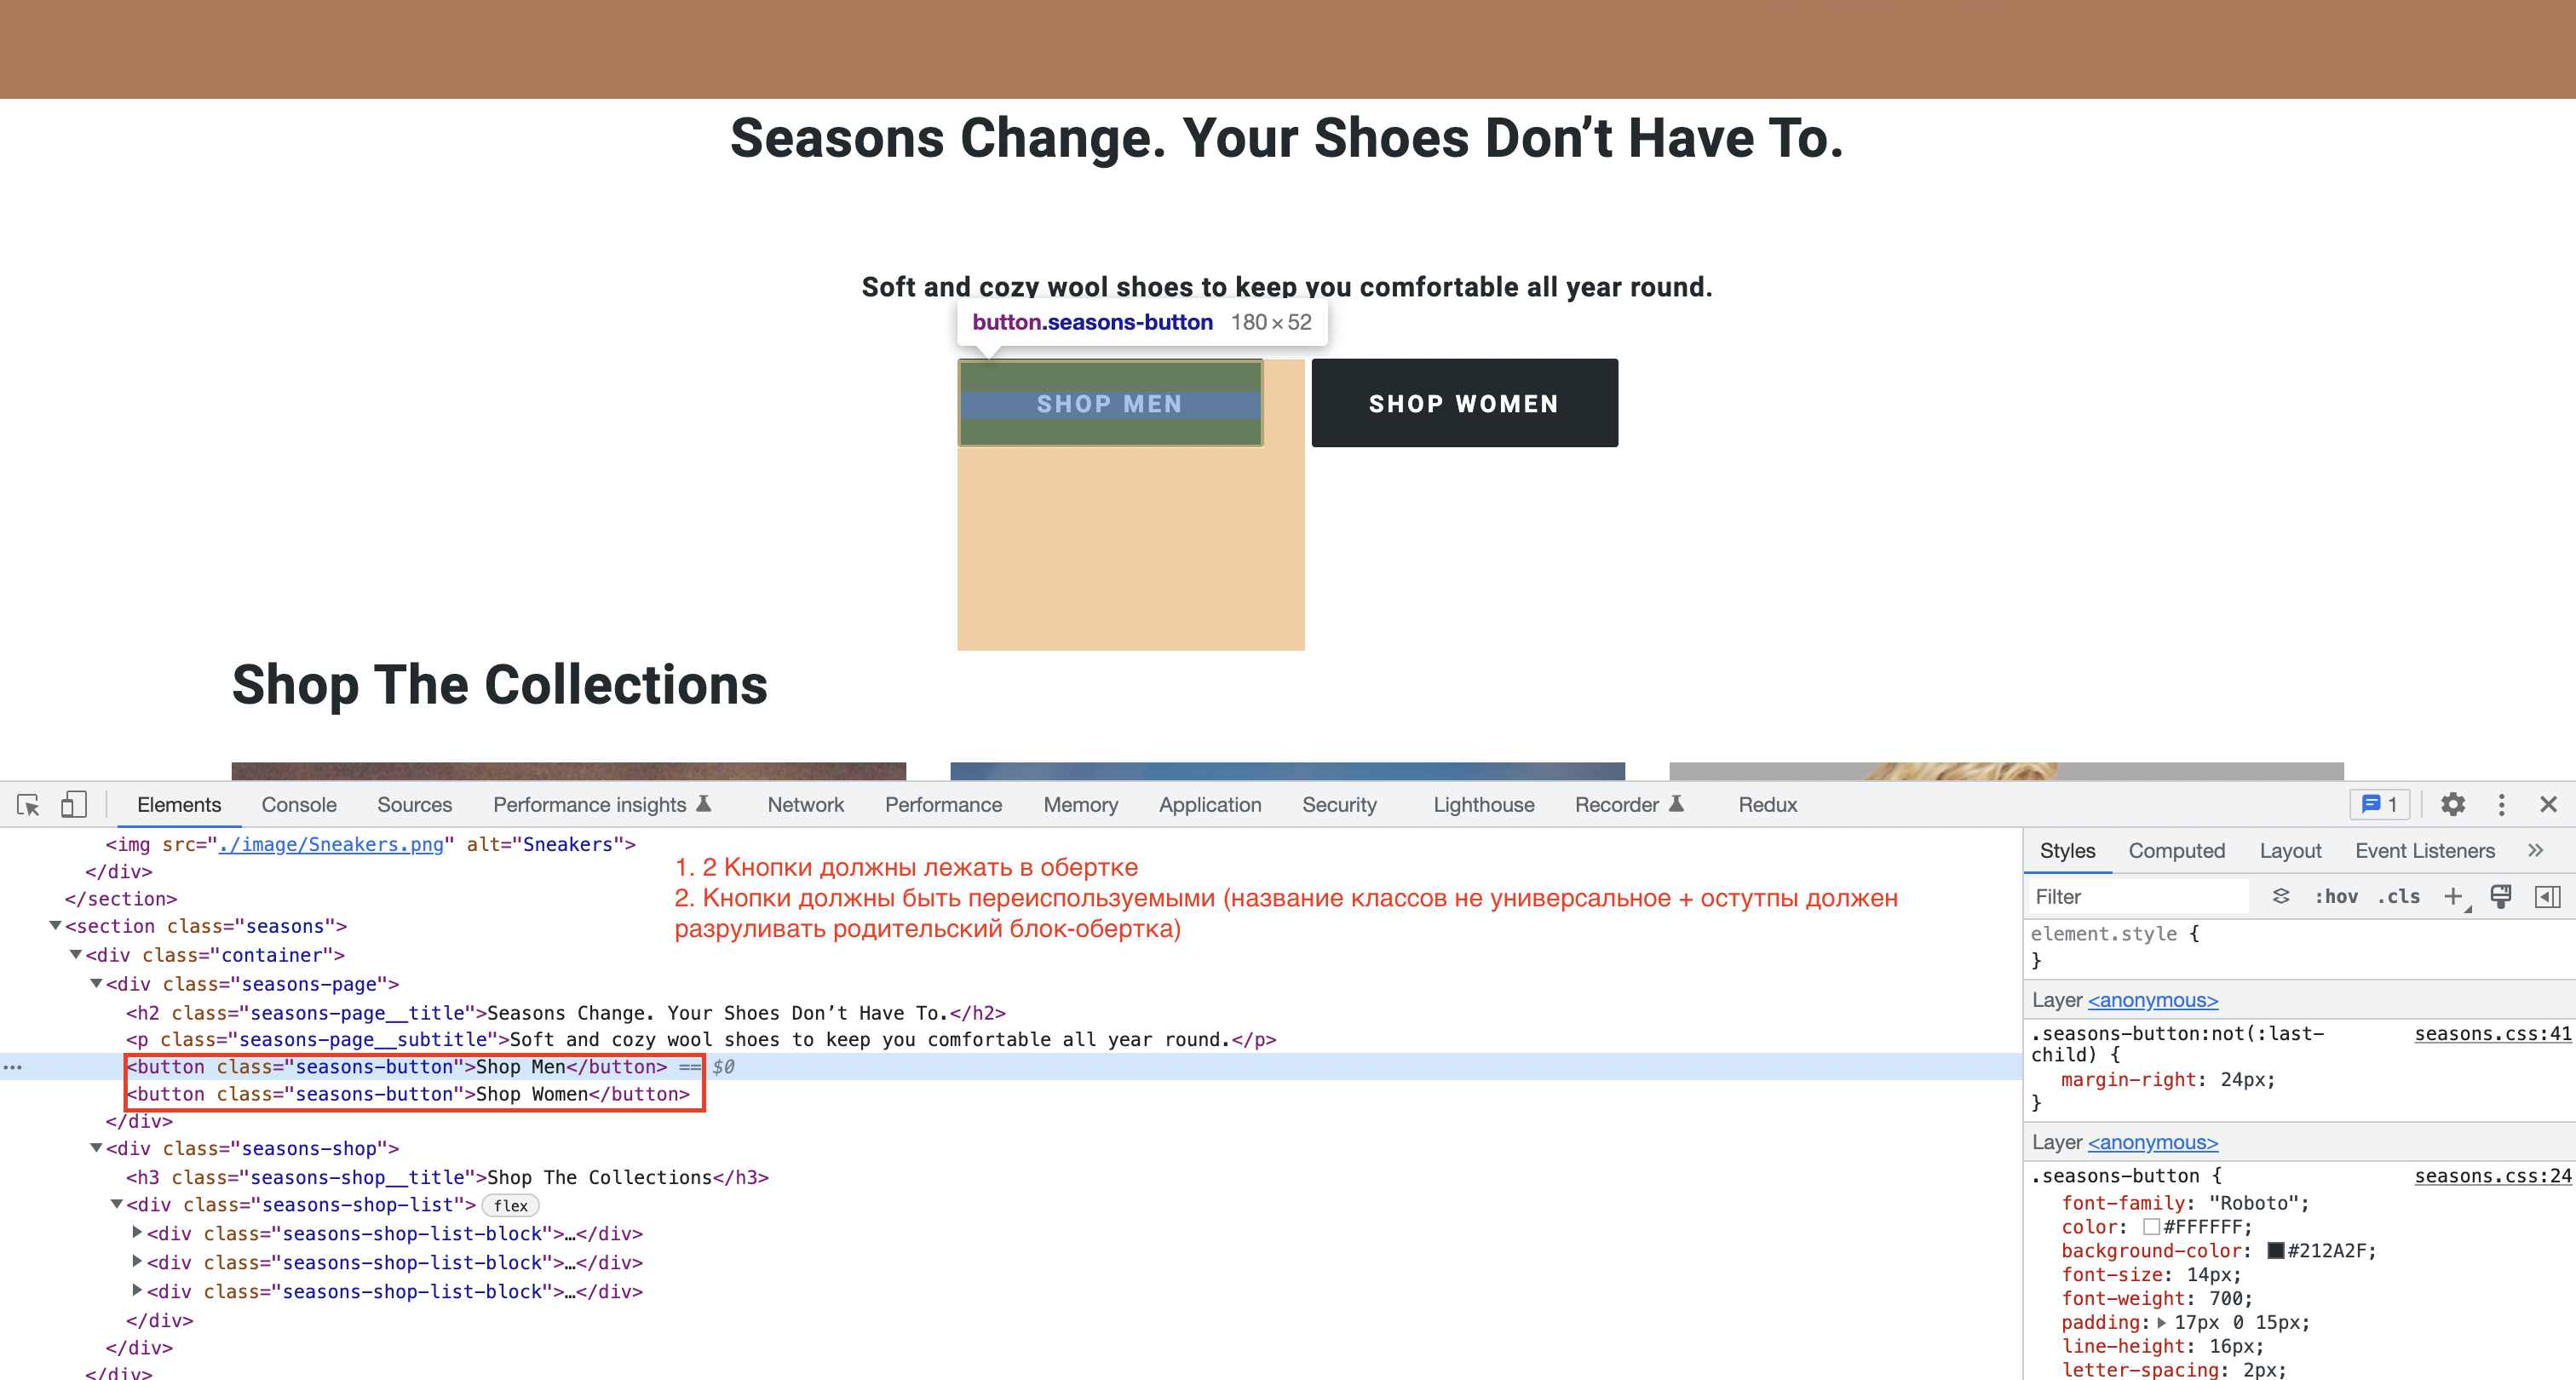 Seasons Change. Your Shoes Don’t Have To.
Soft and cozy wool shoes to keep you comfortable all year round.
button.seasons-button 180 × 52
SHOP MEN
SHOP WOMEN
Shop The Collections
Elements Console Sources Performance insights Network Performance Memory Application Security Lighthouse Recorder Redux 1
<img src="./image/Sneakers.png" alt="Sneakers">
</div>
</section>
<section class="seasons">
<div class="container">
<div class="seasons-page">
<h2 class="seasons-page__title">Seasons Change. Your Shoes Don’t Have To.</h2>
<p class="seasons-page__subtitle">Soft and cozy wool shoes to keep you comfortable all year round.</p>
<button class="seasons-button">Shop Men</button> == $0
<button class="seasons-button">Shop Women</button>
</div>
<div class="seasons-shop">
<h3 class="seasons-shop__title">Shop The Collections</h3>
<div class="seasons-shop-list"> flex
<div class="seasons-shop-list-block">…</div>
<div class="seasons-shop-list-block">…</div>
<div class="seasons-shop-list-block">…</div>
</div>
</div>
</div>
1. 2 Кнопки должны лежать в обертке
2. Кнопки должны быть переиспользуемыми (название классов не универсальное + оступпы должен
разруливать родительский блок-обертка)
Styles Computed Layout Event Listeners »
Filter :hov .cls +
element.style {
}
Layer <anonymous>
.seasons-button:not(:last- seasons.css:41
child) {
margin-right: 24px;
}
Layer <anonymous>
.seasons-button { seasons.css:24
font-family: "Roboto";
color: #FFFFFF;
background-color: #212A2F;
font-size: 14px;
font-weight: 700;
padding: 17px 0 15px;
line-height: 16px;
letter-spacing: 2px;